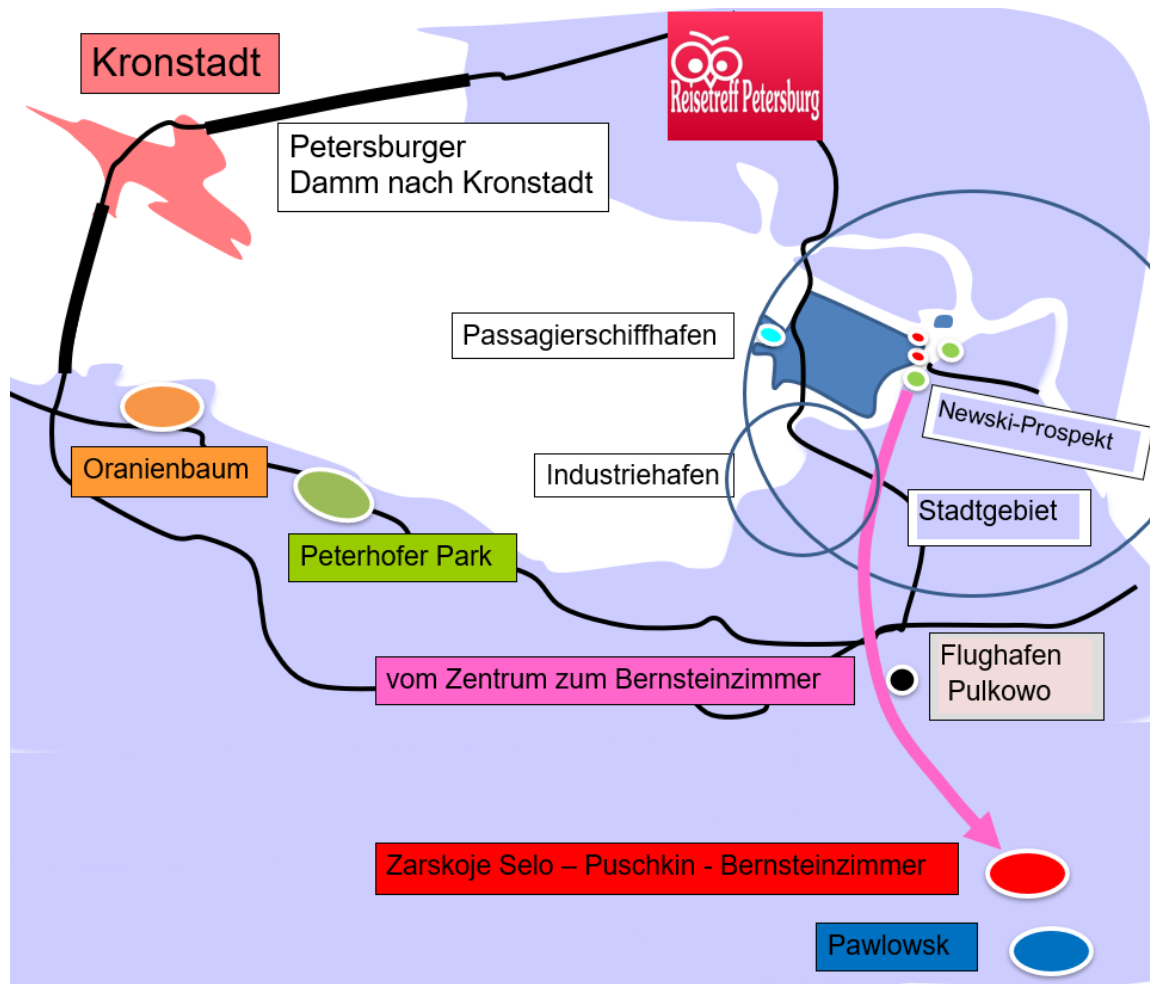 Kronstadt
Reisetreff Petersburg
Petersburger
Damm nach Kronstadt
Passagierschiffhafen
Newski-Prospekt
Oranienbaum
Industriehafen
Stadtgebiet
Peterhofer Park
Flughafen
Pulkowo
vom Zentrum zum Bernsteinzimmer
Zarskoje Selo – Puschkin - Bernsteinzimmer
Pawlowsk